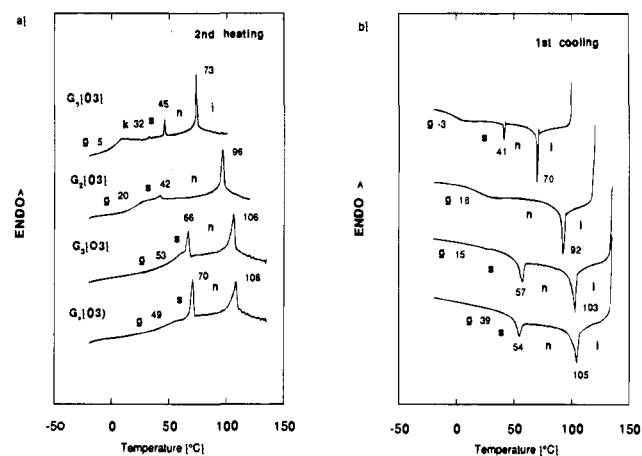 a)
2nd heating
73
45
n
i
G₁[O3]
k 32 s
g 5
96
n
G₂[O3]
s 42
g 20
106
66
n
G₃[O3]
s
g 53
108
70
n
G₄[O3]
s
g 49
ENDO>
-50 0 50 100 150
Temperature [°C]
b)
1st cooling
g -3
s
n
i
41
70
g 18
n
i
92
g 15
s
n
i
57
103
g 39
s
n
i
54
105
ENDO >
-50 0 50 100 150
Temperature [°C]